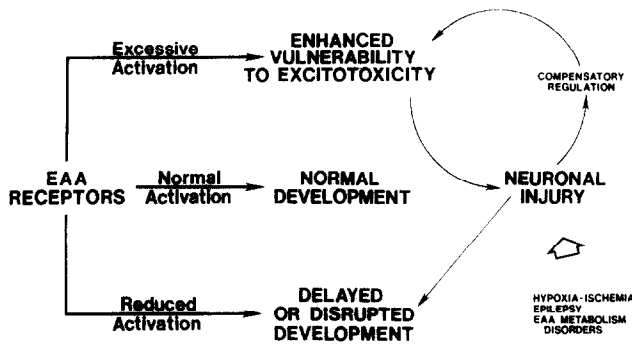 Excessive
Activation
ENHANCED
VULNERABILITY
TO EXCITOTOXICITY
COMPENSATORY
REGULATION
EAA
RECEPTORS
Normal
Activation
NORMAL
DEVELOPMENT
NEURONAL
INJURY
Reduced
Activation
DELAYED
OR DISRUPTED
DEVELOPMENT
HYPOXIA-ISCHEMIA
EPILEPSY
EAA METABOLISM
DISORDERS